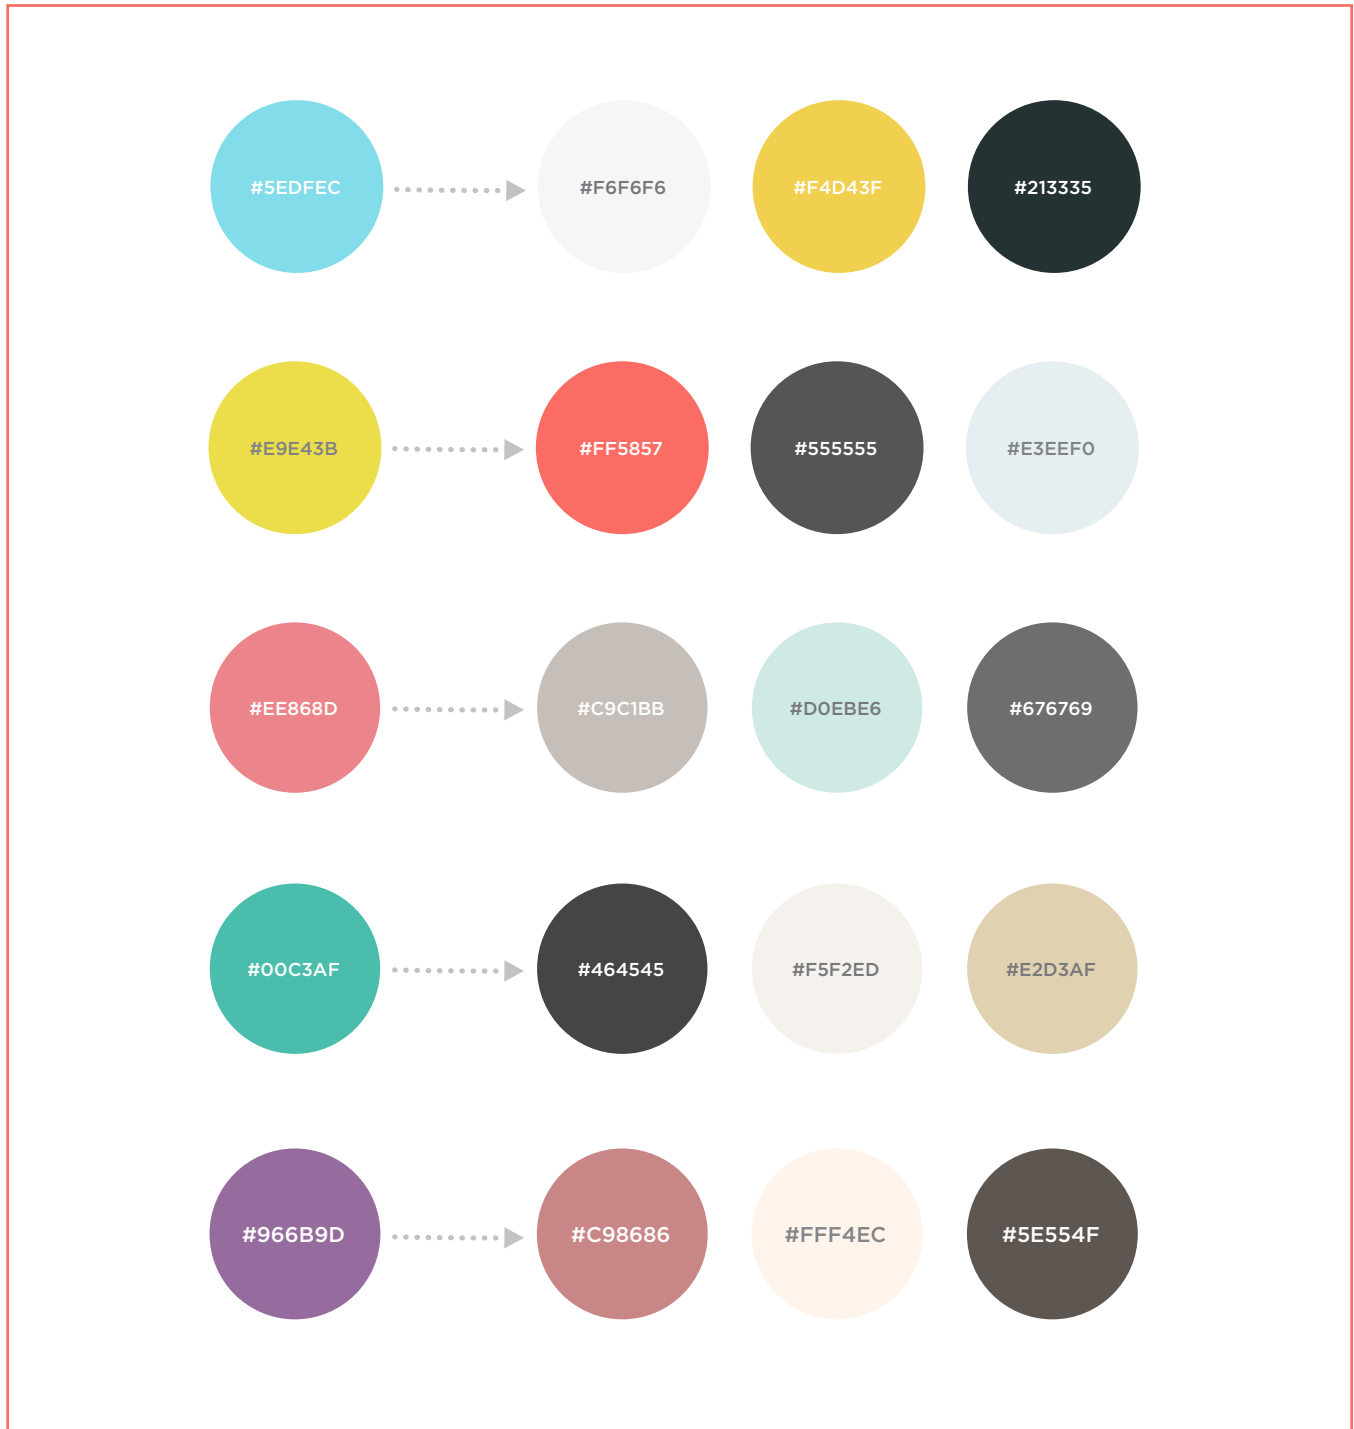 #5EDFEC #F6F6F6 #F4D43F #213335
#E9E43B #FF5857 #555555 #E3EEF0
#EE868D #C9C1BB #D0EBE6 #676769
#00C3AF #464545 #F5F2ED #E2D3AF
#966B9D #C98686 #FFF4EC #5E554F